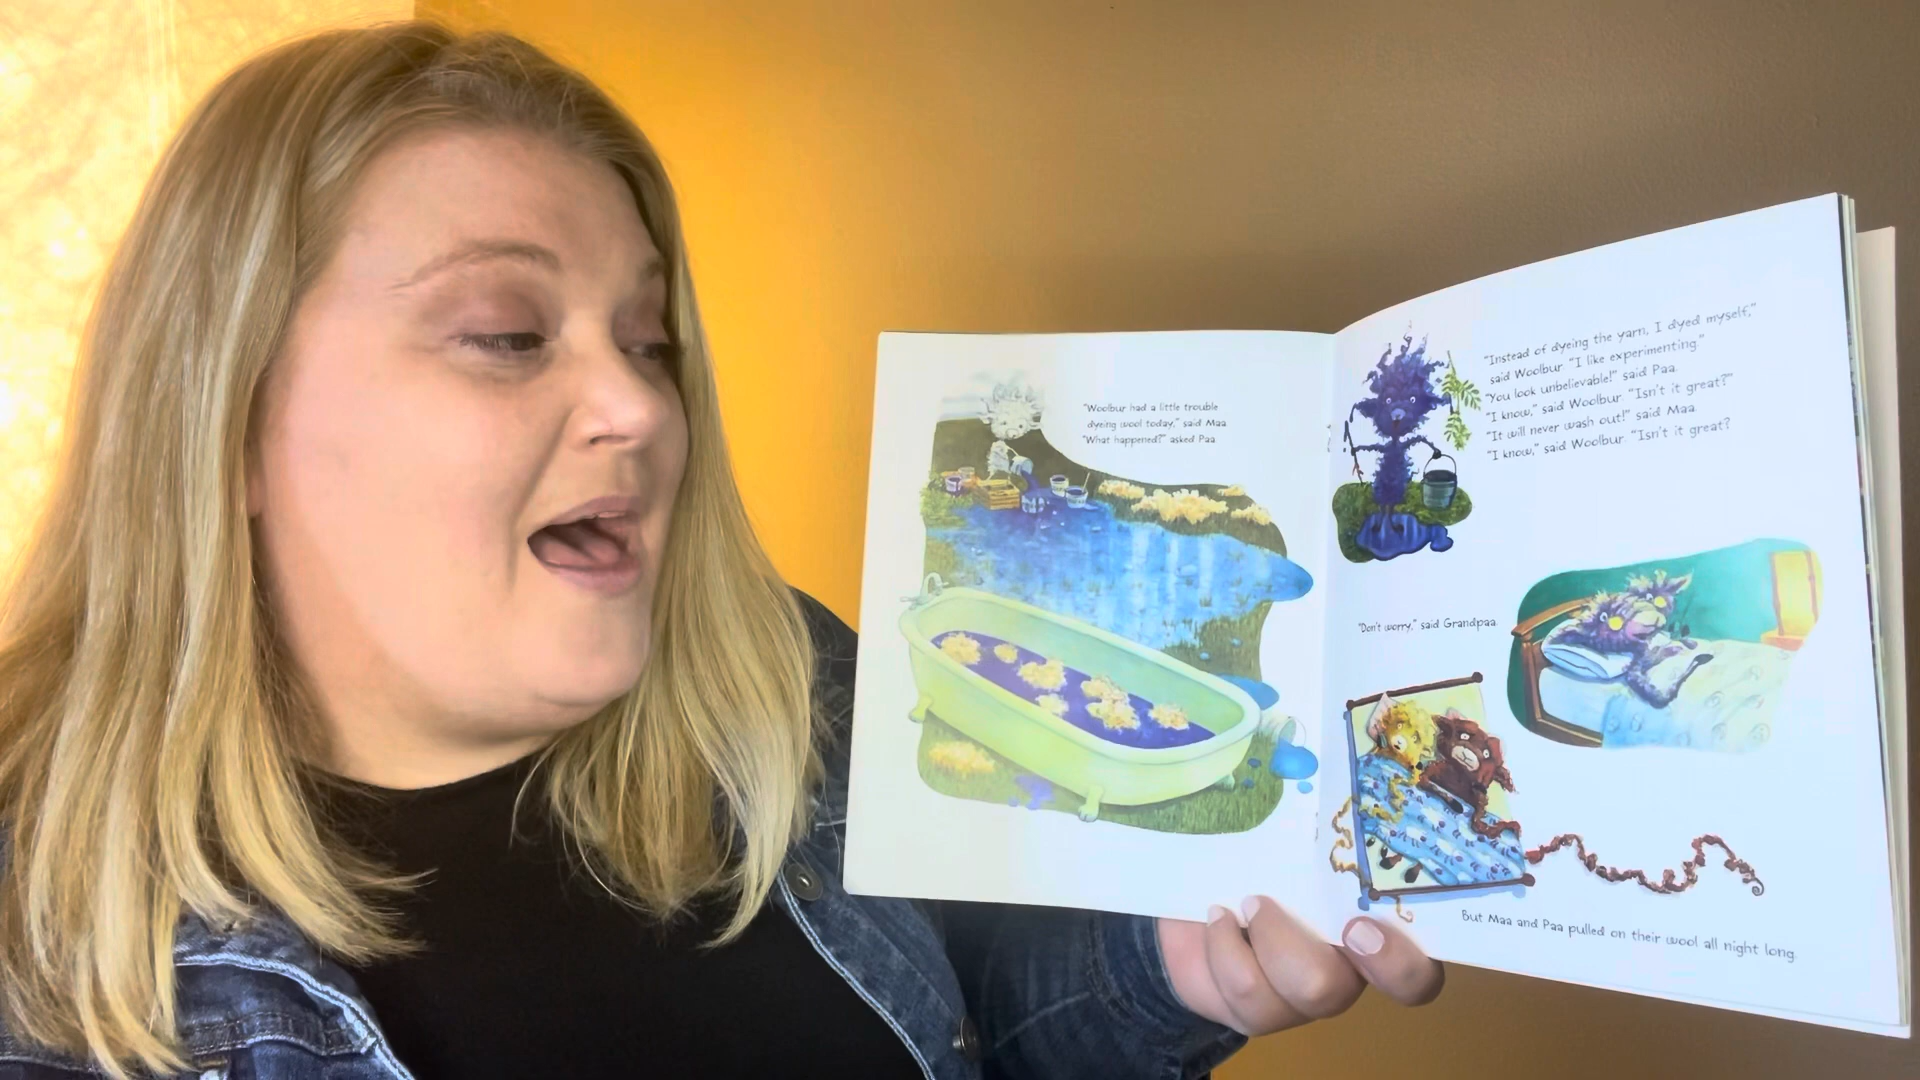 "Woolbur had a little trouble
dyeing wool today," said Maa.
"What happened?" asked Paa.
"Instead of dyeing the yarn, I dyed myself,"
said Woolbur. "I like experimenting."
"You look unbelievable!" said Paa.
"I know," said Woolbur. "Isn't it great?"
"It will never wash out!" said Maa.
"I know," said Woolbur. "Isn't it great?
"Don't worry," said Grandpaa.
But Maa and Paa pulled on their wool all night long.